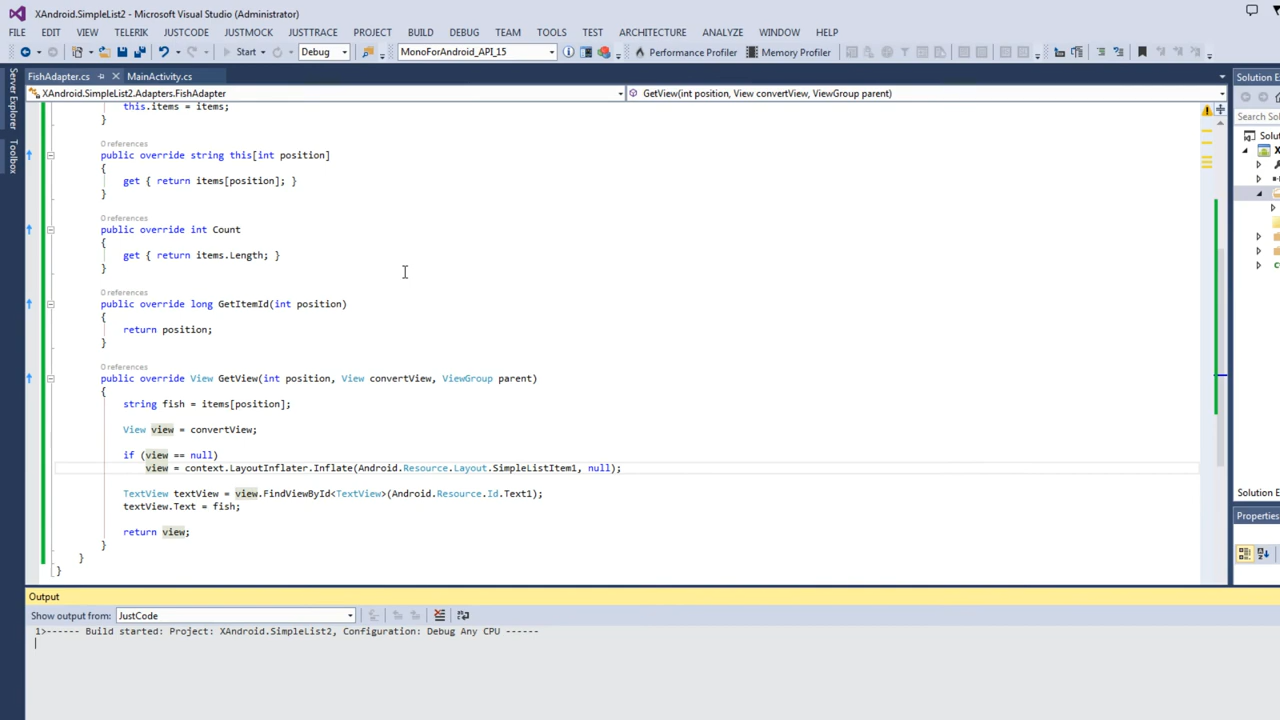 XAndroid.SimpleList2 - Microsoft Visual Studio (Administrator)
FILE EDIT VIEW TELERIK JUSTCODE JUSTMOCK JUSTTRACE PROJECT BUILD DEBUG TEAM TOOLS TEST ARCHITECTURE ANALYZE WINDOW HELP
Start Debug MonoForAndroid_API_15 Performance Profiler Memory Profiler
Server Explorer
Toolbox
FishAdapter.cs MainActivity.cs
XAndroid.SimpleList2.Adapters.FishAdapter GetView(int position, View convertView, ViewGroup parent)
this.items = items;
}
0 references
public override string this[int position]
{
get { return items[position]; }
}
0 references
public override int Count
{
get { return items.Length; }
}
0 references
public override long GetItemId(int position)
{
return position;
}
0 references
public override View GetView(int position, View convertView, ViewGroup parent)
{
string fish = items[position];
View view = convertView;
if (view == null)
view = context.LayoutInflater.Inflate(Android.Resource.Layout.SimpleListItem1, null);
TextView textView = view.FindViewById<TextView>(Android.Resource.Id.Text1);
textView.Text = fish;
return view;
}
}
}
Solution E
Search So
Solu
X
C
Solution E
Properties
Output
Show output from: JustCode
1>------ Build started: Project: XAndroid.SimpleList2, Configuration: Debug Any CPU ------